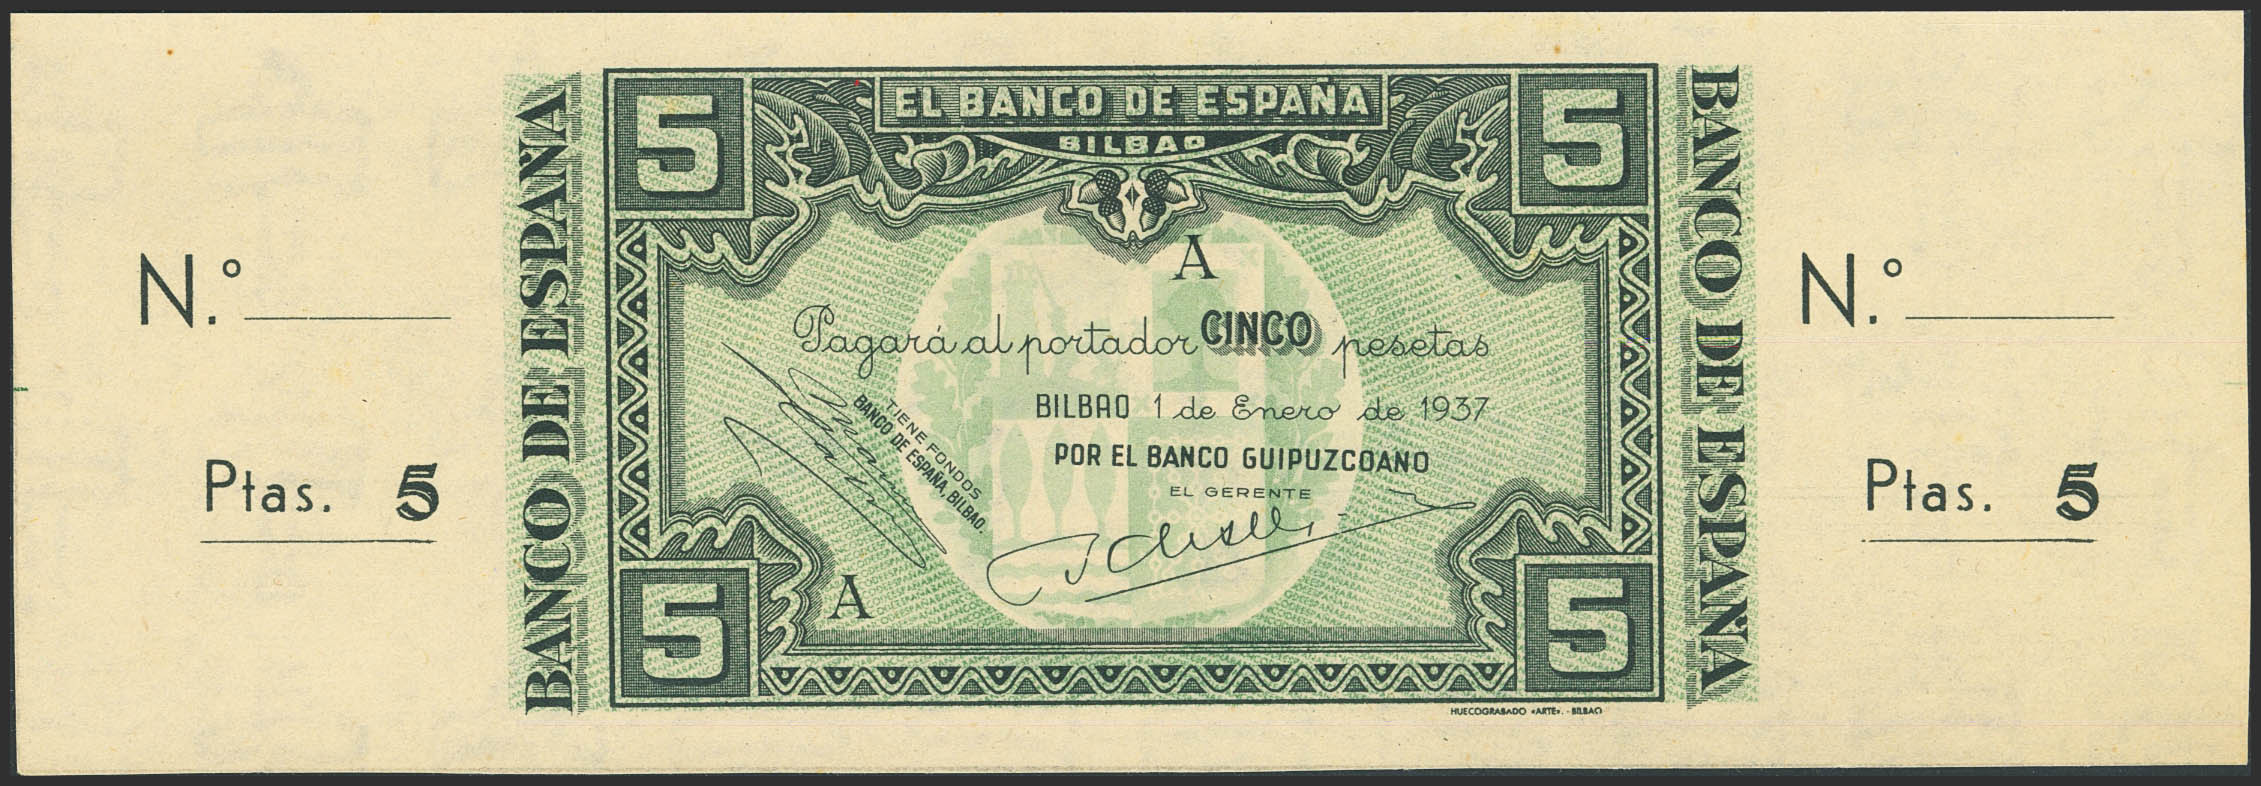 EL BANCO DE ESPAÑA
BILBAO
5
5
BANCO DE ESPAÑA
BANCO DE ESPAÑA
A
N.º
N.º
Pagará al portador CINCO pesetas
BILBAO 1 de Enero de 1937
TIENE FONDOS
BANCO DE ESPAÑA, BILBAO.
POR EL BANCO GUIPUZCOANO
EL GERENTE
Ptas. 5
Ptas. 5
A
5
5
HUECOGRABADO «ARTE». - BILBAO